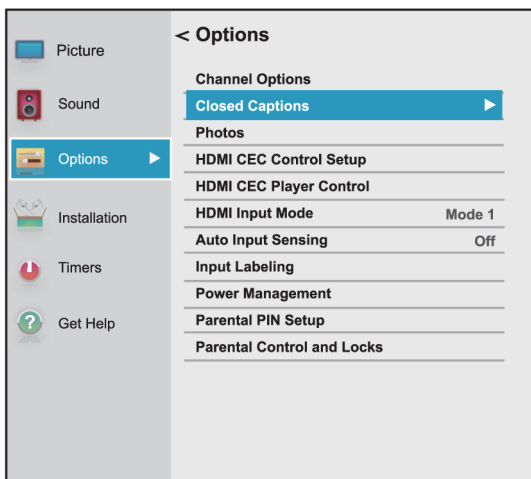 Picture
Sound
Options
Installation
Timers
Get Help
< Options
Channel Options
Closed Captions
Photos
HDMI CEC Control Setup
HDMI CEC Player Control
HDMI Input Mode Mode 1
Auto Input Sensing Off
Input Labeling
Power Management
Parental PIN Setup
Parental Control and Locks